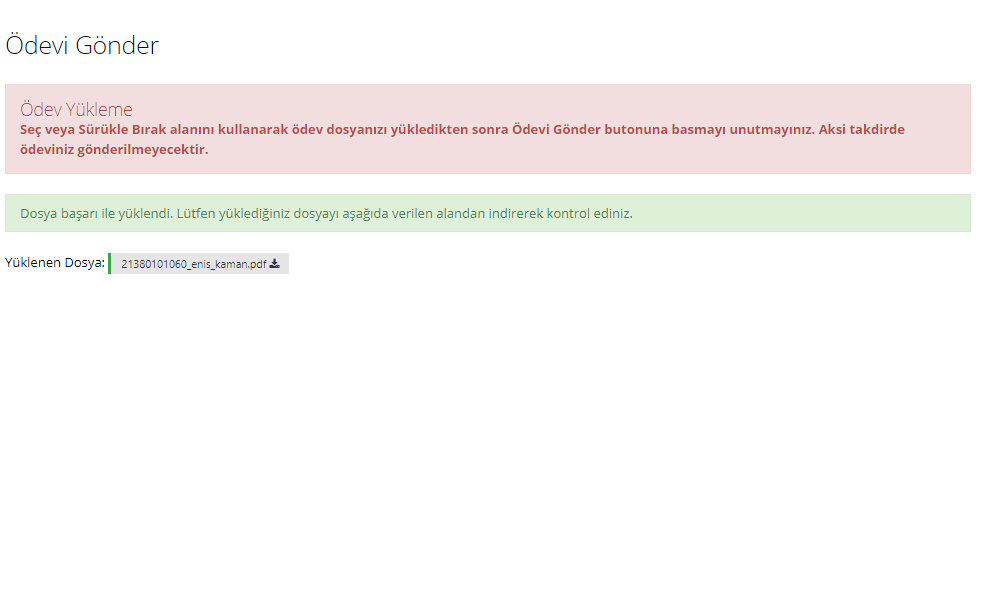 Ödevi Gönder
Ödev Yükleme
Seç veya Sürükle Bırak alanını kullanarak ödev dosyanızı yükledikten sonra Ödevi Gönder butonuna basmayı unutmayınız. Aksi takdirde
ödeviniz gönderilmeyecektir.
Dosya başarı ile yüklendi. Lütfen yüklediğiniz dosyayı aşağıda verilen alandan indirerek kontrol ediniz.
Yüklenen Dosya: 21380101060_enis_kaman.pdf